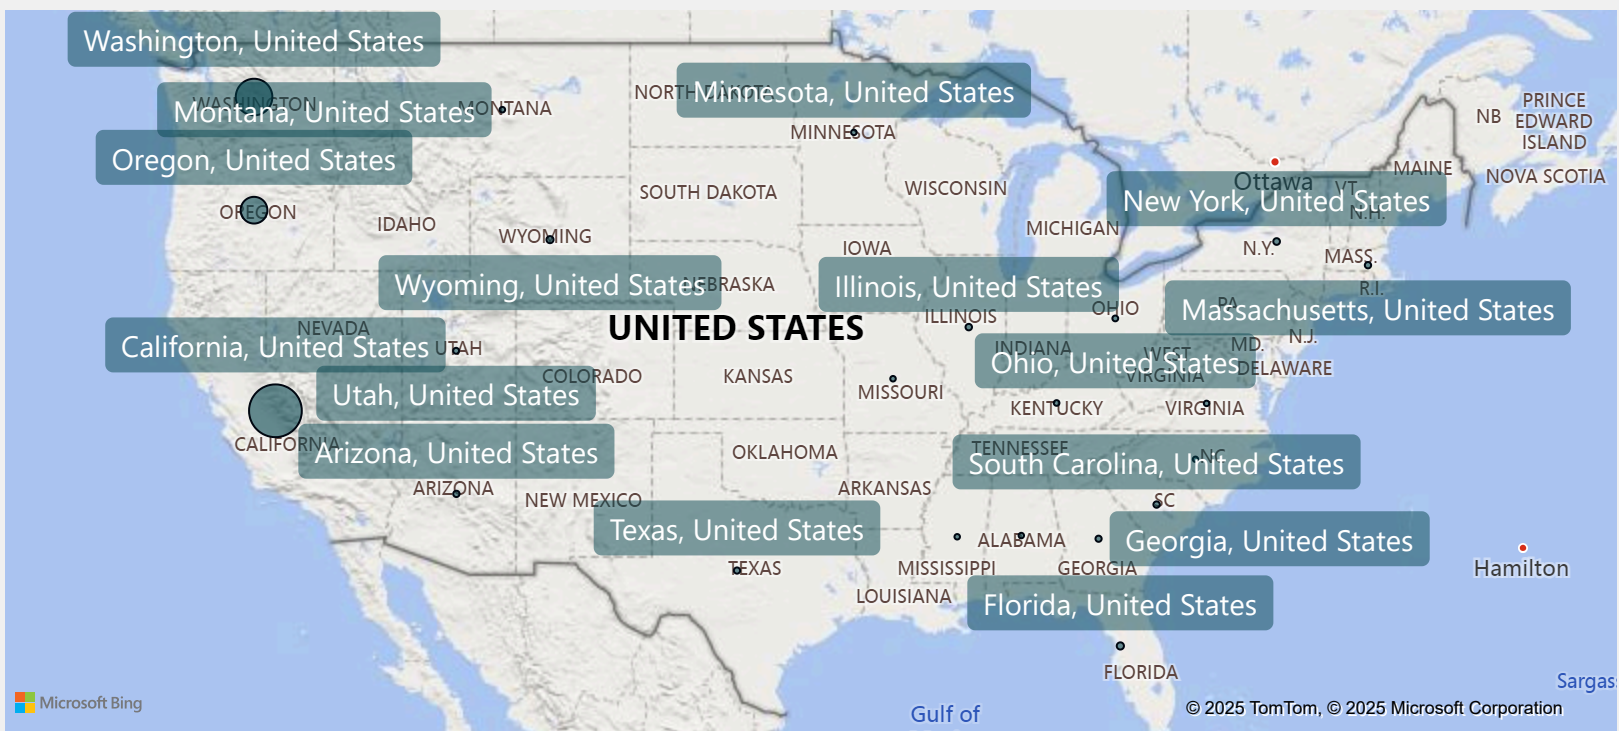 Washington, United States
WASHINGTON
Montana, United States
MONTANA
NORTH DAKOTA
Minnesota, United States
MINNESOTA
Oregon, United States
OREGON
IDAHO
WYOMING
SOUTH DAKOTA
WISCONSIN
MICHIGAN
IOWA
Ottawa
VT.
New York, United States
N.H.
N.Y.
MASS.
R.I.
MAINE
NB
PRINCE
EDWARD
ISLAND
NOVA SCOTIA
Wyoming, United States
NEBRASKA
Illinois, United States
ILLINOIS
OHIO
PA.
Massachusetts, United States
UNITED STATES
NEVADA
California, United States
UTAH
Utah, United States
COLORADO
KANSAS
MISSOURI
INDIANA
Ohio, United States
WEST
VIRGINIA
MD.
N.J.
DELAWARE
KENTUCKY
VIRGINIA
CALIFORNIA
Arizona, United States
ARIZONA
NEW MEXICO
OKLAHOMA
ARKANSAS
TENNESSEE
NC
South Carolina, United States
SC
Texas, United States
TEXAS
ALABAMA
Georgia, United States
MISSISSIPPI
GEORGIA
LOUISIANA
Florida, United States
FLORIDA
Hamilton
Sargas
Gulf of
Microsoft Bing
© 2025 TomTom, © 2025 Microsoft Corporation